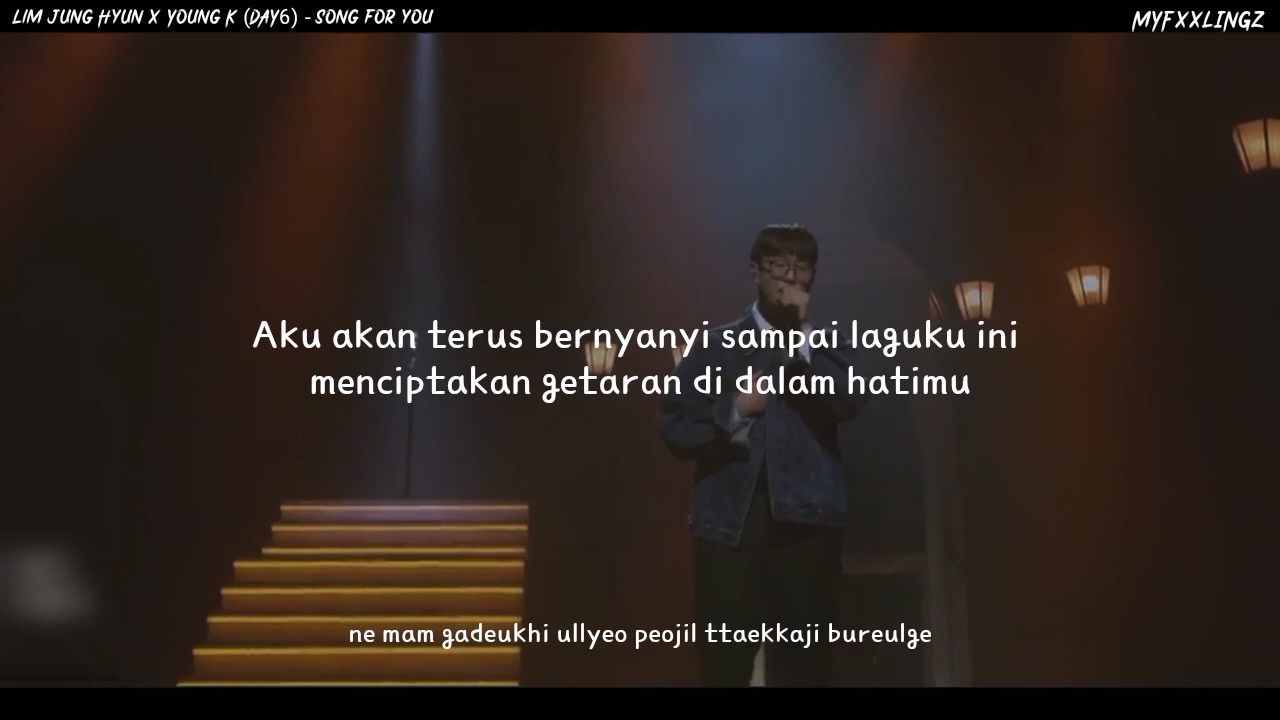 LIM JUNG HYUN X YOUNG K (DAY6) - SONG FOR YOU
MYFXXLINGZ
Aku akan terus bernyanyi sampai laguku ini
menciptakan getaran di dalam hatimu
ne mam gadeukhi ullyeo peojil ttaekkaji bureulge